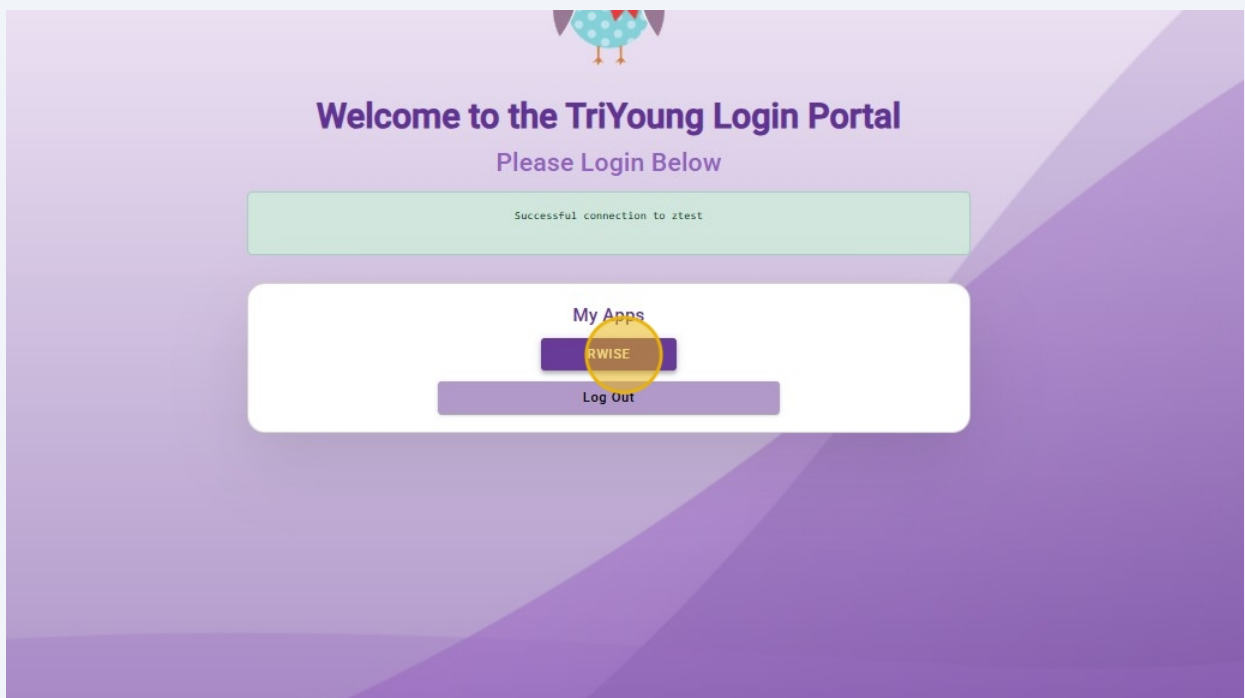 Welcome to the TriYoung Login Portal
Please Login Below
Successful connection to ztest
My Apps
RWISE
Log Out